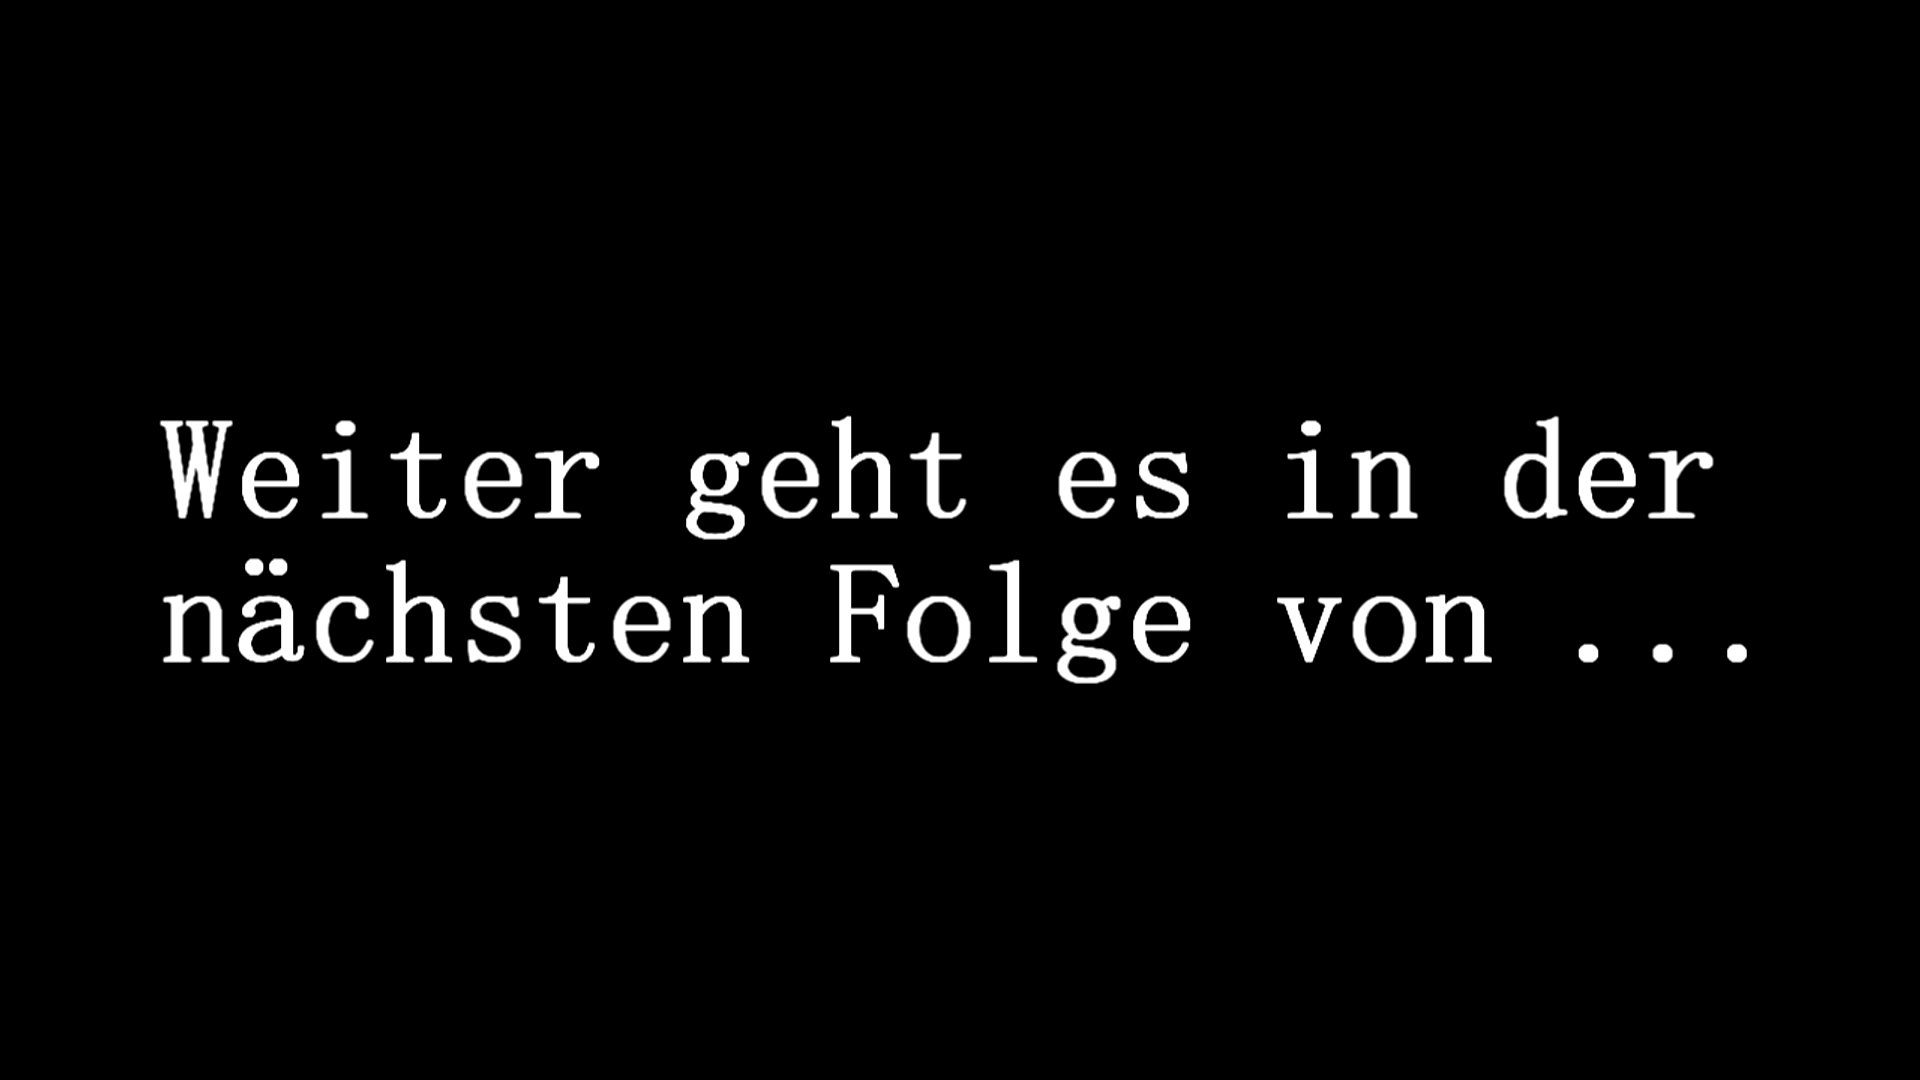 Weiter geht es in der
nächsten Folge von ...